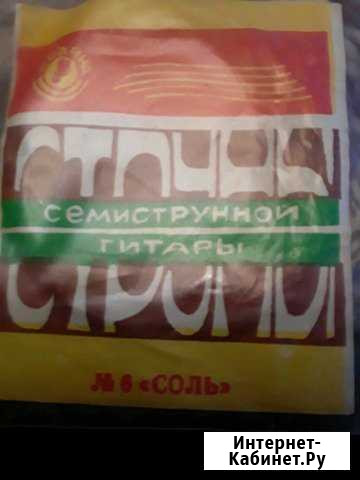 СТРУНЫ
СЕМИСТРУННОЙ
ГИТАРЫ
СТРУНЫ
№ 6 «СОЛЬ»
Интернет-
Кабинет.Ру